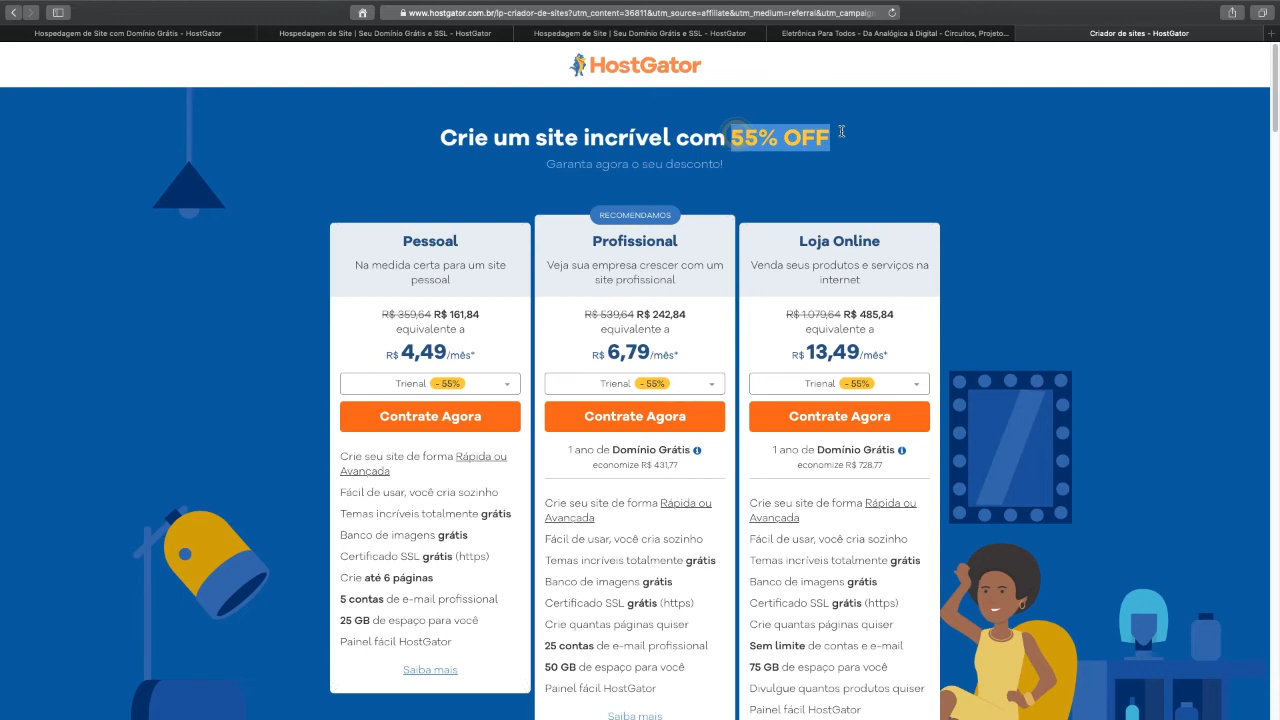 www.hostgator.com.br/lp-criador-de-sites?utm_content=36811&utm_source=affiliate&utm_medium=referral&utm_campaign
Hospedagem de Site com Domínio Grátis - HostGator
Hospedagem de Site | Seu Domínio Grátis e SSL - HostGator
Hospedagem de Site | Seu Domínio Grátis e SSL - HostGator
Eletrônica Para Todos - Da Analógica à Digital - Circuitos, Projeto...
Criador de sites - HostGator
HostGator
Crie um site incrível com 55% OFF
Garanta agora o seu desconto!
Pessoal
Na medida certa para um site
pessoal
R$ 359,64 R$ 161,84
equivalente a
R$ 4,49/mês*
Trienal - 55%
Contrate Agora
Crie seu site de forma Rápida ou
Avançada
Fácil de usar, você cria sozinho
Temas incríveis totalmente grátis
Banco de imagens grátis
Certificado SSL grátis (https)
Crie até 6 páginas
5 contas de e-mail profissional
25 GB de espaço para você
Painel fácil HostGator
Saiba mais
RECOMENDAMOS
Profissional
Veja sua empresa crescer com um
site profissional
R$ 539,64 R$ 242,84
equivalente a
R$ 6,79/mês*
Trienal - 55%
Contrate Agora
1 ano de Domínio Grátis
economize R$ 431,77
Crie seu site de forma Rápida ou
Avançada
Fácil de usar, você cria sozinho
Temas incríveis totalmente grátis
Banco de imagens grátis
Certificado SSL grátis (https)
Crie quantas páginas quiser
25 contas de e-mail profissional
50 GB de espaço para você
Painel fácil HostGator
Saiba mais
Loja Online
Venda seus produtos e serviços na
internet
R$ 1.079,64 R$ 485,84
equivalente a
R$ 13,49/mês*
Trienal - 55%
Contrate Agora
1 ano de Domínio Grátis
economize R$ 728,77
Crie seu site de forma Rápida ou
Avançada
Fácil de usar, você cria sozinho
Temas incríveis totalmente grátis
Banco de imagens grátis
Certificado SSL grátis (https)
Crie quantas páginas quiser
Sem limite de contas e e-mail
75 GB de espaço para você
Divulgue quantos produtos quiser
Painel fácil HostGator